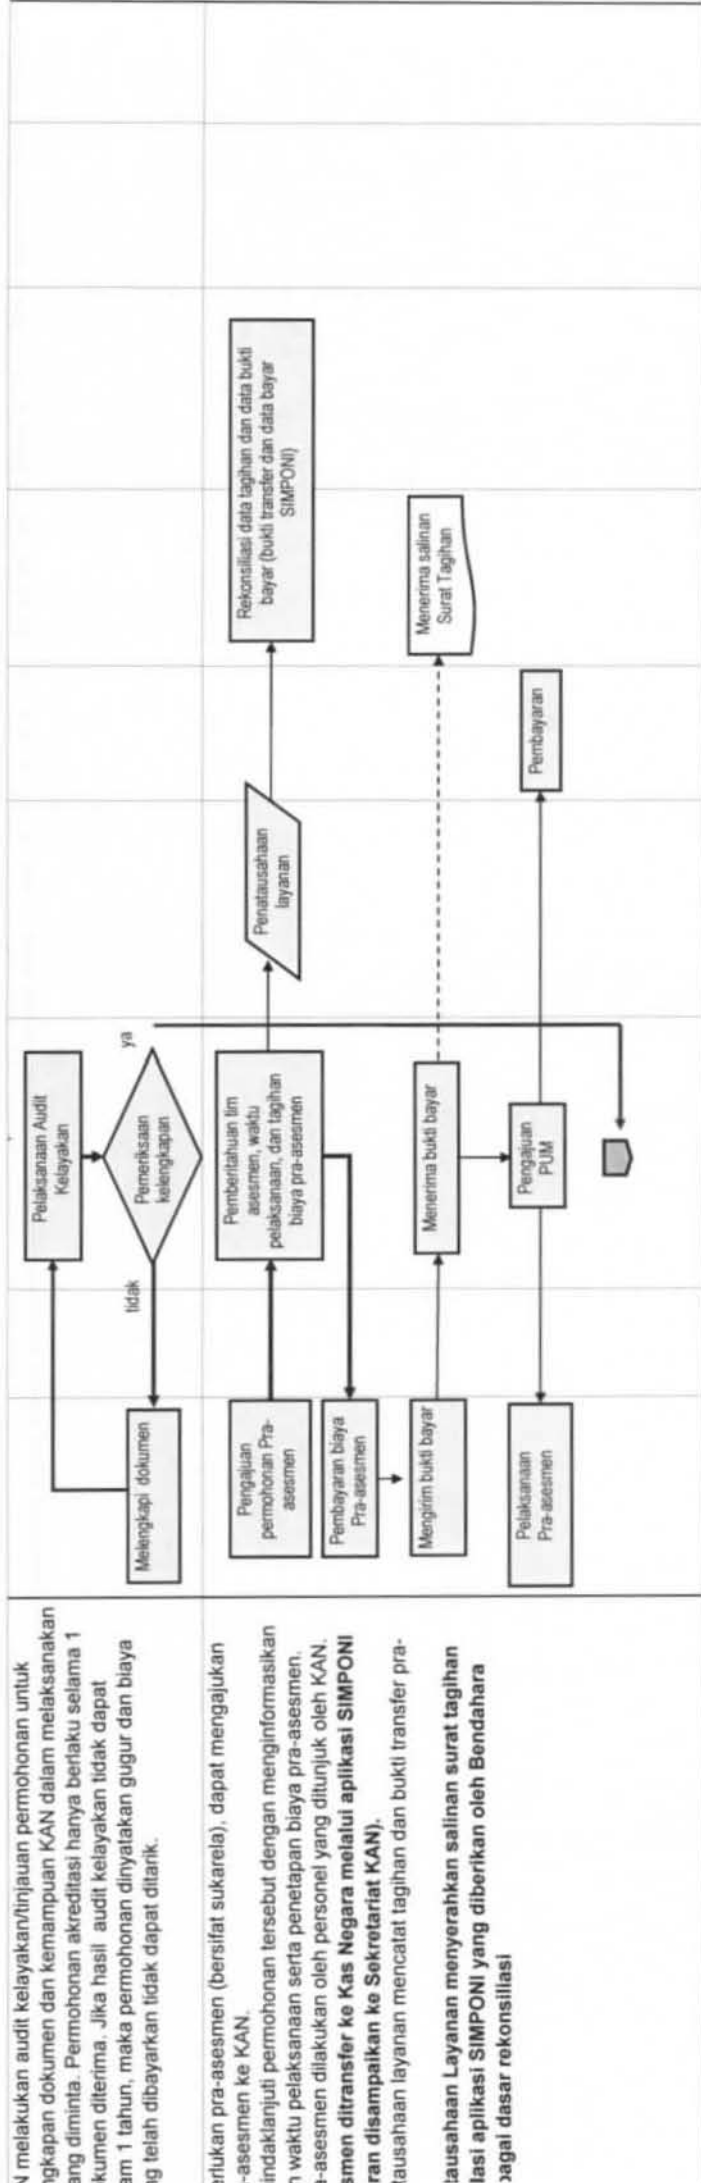 N melakukan audit kelayakan/tinjauan permohonan untuk
ngkapan dokumen dan kemampuan KAN dalam melaksanakan
ang diminta. Permohonan akreditasi hanya berlaku selama 1
kumen diterima. Jika hasil audit kelayakan tidak dapat
am 1 tahun, maka permohonan dinyatakan gugur dan biaya
ng telah dibayarkan tidak dapat ditarik.
erlukan pra-asesmen (bersifat sukarela), dapat mengajukan
-asesmen ke KAN.
indaklanjuti permohonan tersebut dengan menginformasikan
n waktu pelaksanaan serta penetapan biaya pra-asesmen.
a-asesmen dilakukan oleh personel yang ditunjuk oleh KAN.
smen ditransfer ke Kas Negara melalui aplikasi SIMPONI
ran disampaikan ke Sekretariat KAN).
tausahaan layanan mencatat tagihan dan bukti transfer pra-
tausahaan Layanan menyerahkan salinan surat tagihan
lasi aplikasi SIMPONI yang diberikan oleh Bendahara
bagai dasar rekonsiliasi
Pelaksanaan Audit
Kelayakan
Pemeriksaan
kelengkapan
ya
tidak
Melengkapi dokumen
Pengajuan
permohonan Pra-
asesmen
Pemberitahuan tim
asesmen, waktu
pelaksanaan, dan tagihan
biaya pra-asesmen
Penatausahaan
layanan
Rekonsiliasi data tagihan dan data bukti
bayar (bukti transfer dan data bayar
SIMPONI)
Pembayaran biaya
Pra-asesmen
Mengirim bukti bayar
Menerima bukti bayar
Menerima salinan
Surat Tagihan
Pelaksanaan
Pra-asesmen
Pengajuan
PUM
Pembayaran